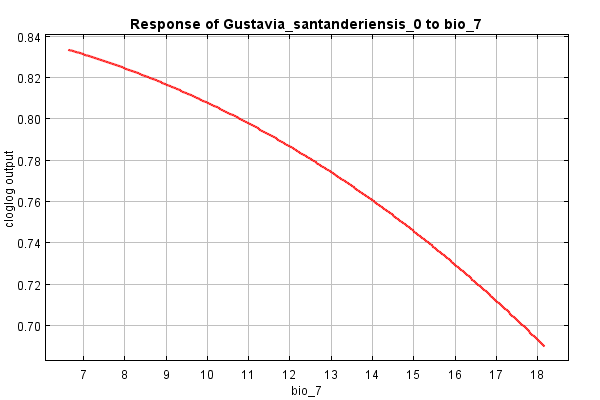 Response of Gustavia_santanderiensis_0 to bio_7
0.84
0.82
0.80
0.78
0.76
0.74
0.72
0.70
cloglog output
7 8 9 10 11 12 13 14 15 16 17 18
bio_7